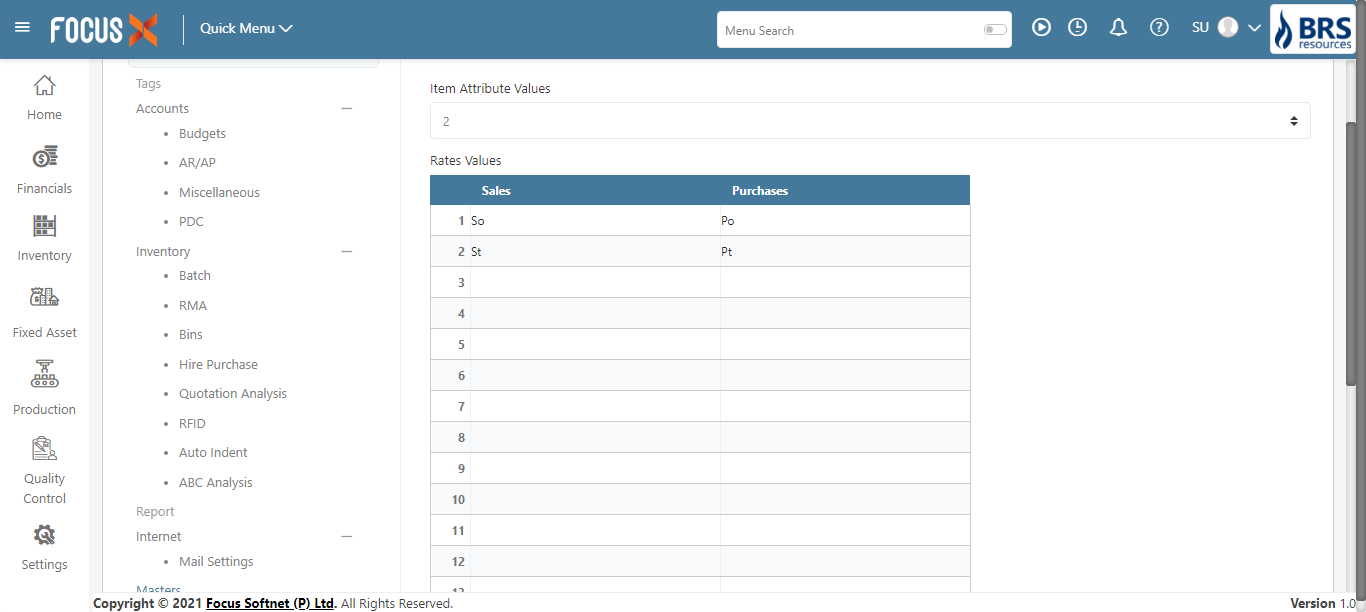 FOCUS X
Quick Menu
Menu Search
SU
BRS
resources
Home
Financials
Inventory
Fixed Asset
Production
Quality
Control
Settings
Tags
Accounts
Budgets
AR/AP
Miscellaneous
PDC
Inventory
Batch
RMA
Bins
Hire Purchase
Quotation Analysis
RFID
Auto Indent
ABC Analysis
Report
Internet
Mail Settings
Masters
Item Attribute Values
2
Rates Values
Sales Purchases
1 So Po
2 St Pt
3
4
5
6
7
8
9
10
11
12
13
Copyright © 2021 Focus Softnet (P) Ltd. All Rights Reserved.
Version 1.0